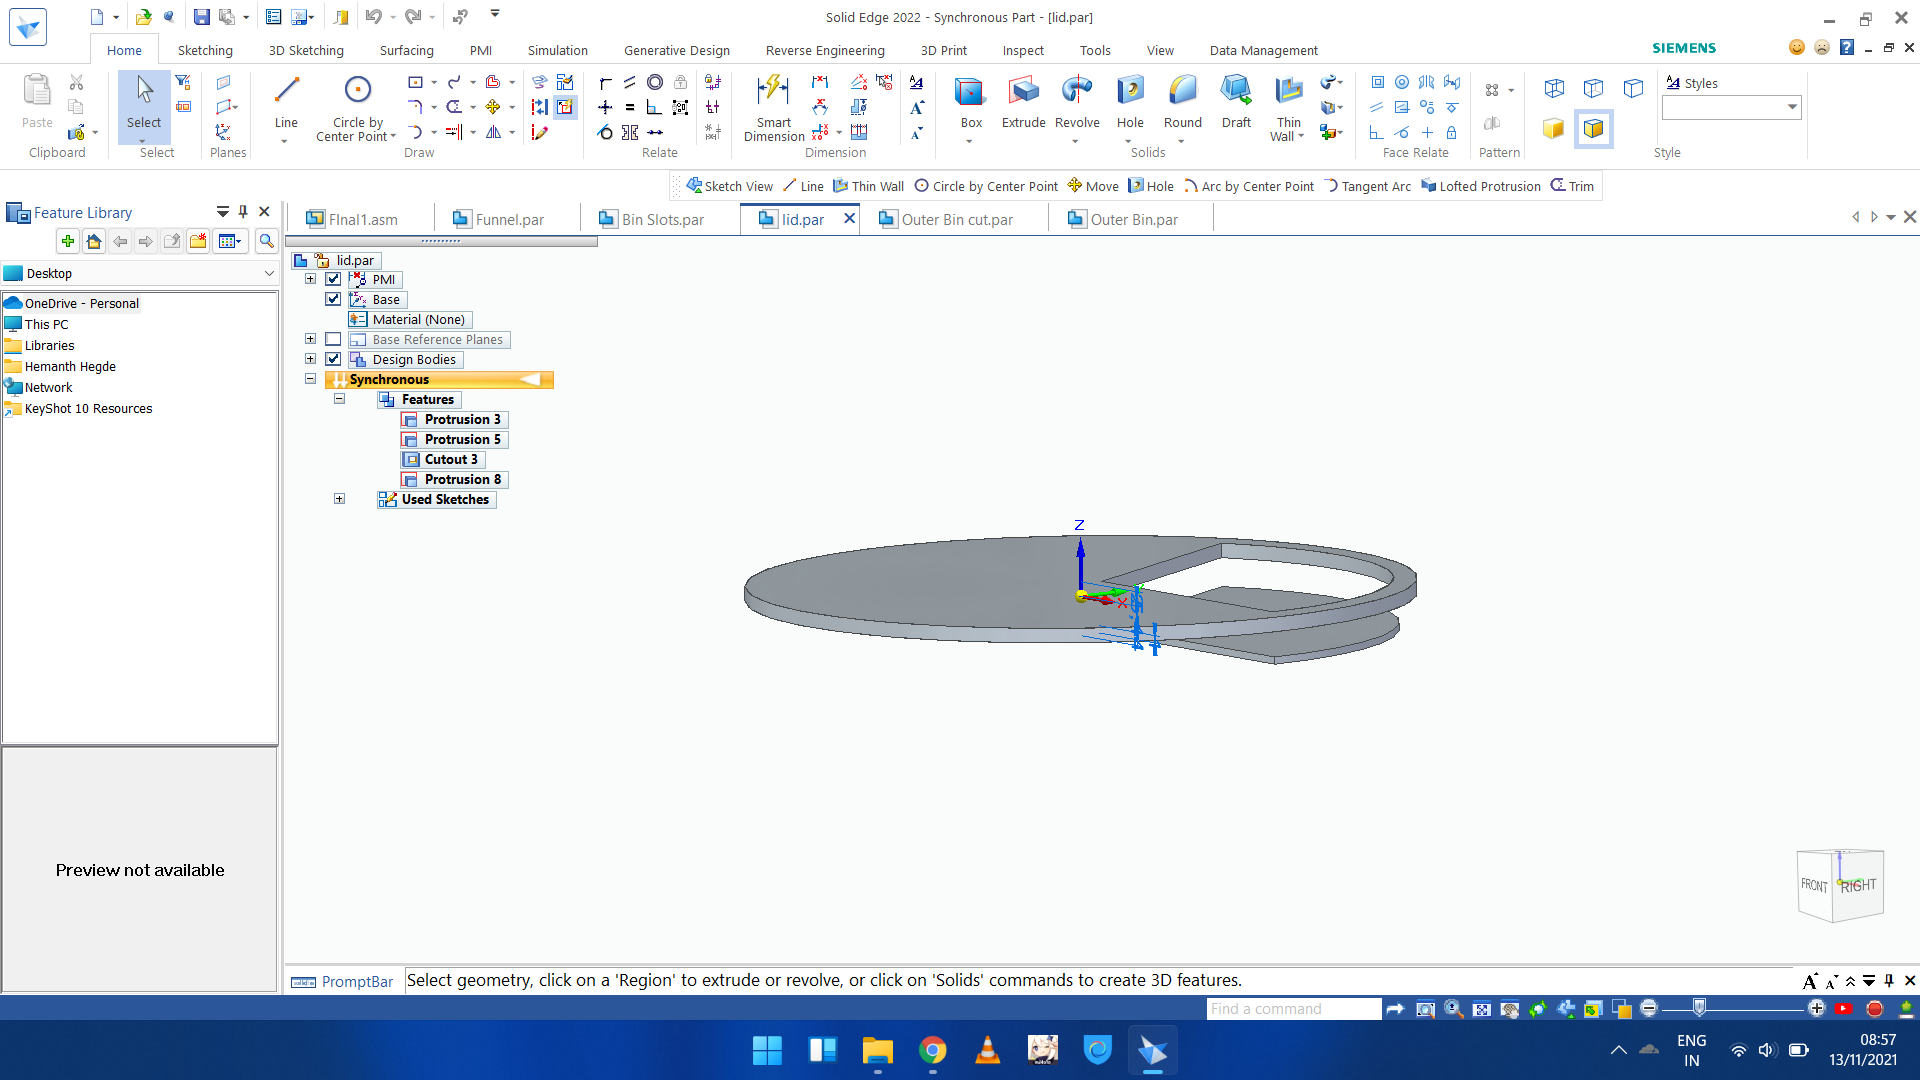 Solid Edge 2022 - Synchronous Part - [lid.par]
Home Sketching 3D Sketching Surfacing PMI Simulation Generative Design Reverse Engineering 3D Print Inspect Tools View Data Management
SIEMENS
Paste
Select
Line
Circle by
Center Point
Smart
Dimension
Box Extrude Revolve Hole Round Draft Thin
Wall
Styles
Clipboard Select Planes Draw Relate Dimension Solids Face Relate Pattern Style
Sketch View Line Thin Wall Circle by Center Point Move Hole Arc by Center Point Tangent Arc Lofted Protrusion Trim
Feature Library
FInal1.asm Funnel.par Bin Slots.par lid.par Outer Bin cut.par Outer Bin.par
Desktop
OneDrive - Personal
This PC
Libraries
Hemanth Hegde
Network
KeyShot 10 Resources
Preview not available
lid.par
PMI
Base
Material (None)
Base Reference Planes
Design Bodies
Synchronous
Features
Protrusion 3
Protrusion 5
Cutout 3
Protrusion 8
Used Sketches
Z
X
FRONT RIGHT
PromptBar
Select geometry, click on a 'Region' to extrude or revolve, or click on 'Solids' commands to create 3D features.
Find a command
ENG
IN
08:57
13/11/2021